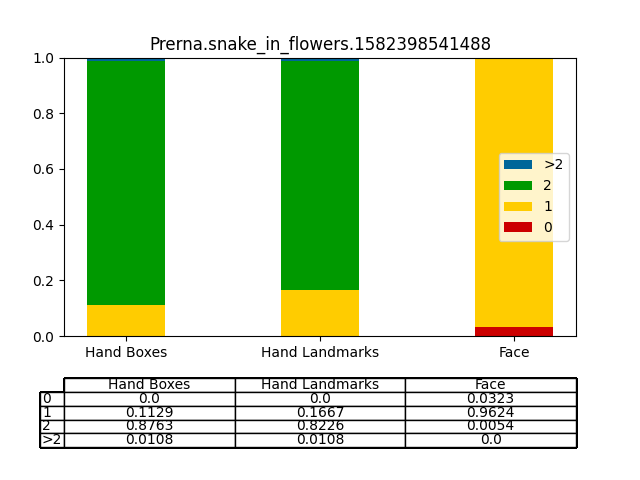 Prerna.snake_in_flowers.1582398541488
1.0
0.8
0.6
0.4
0.2
0.0
>2
2
1
0
Hand Boxes Hand Landmarks Face
Hand Boxes Hand Landmarks Face
0 0.0 0.0 0.0323
1 0.1129 0.1667 0.9624
2 0.8763 0.8226 0.0054
>2 0.0108 0.0108 0.0